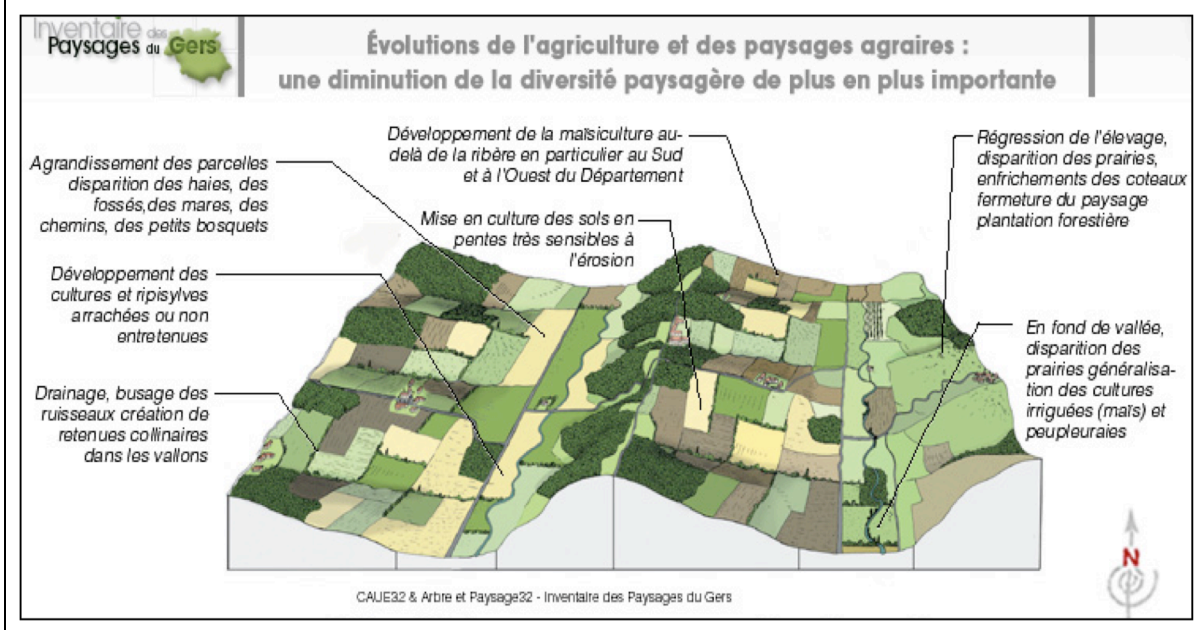 Inventaire des
Paysages du Gers
Évolutions de l'agriculture et des paysages agraires :
une diminution de la diversité paysagère de plus en plus importante
Agrandissement des parcelles
disparition des haies, des
fossés,des mares, des
chemins, des petits bosquets
Développement des
cultures et ripisylves
arrachées ou non
entretenues
Drainage, busage des
ruisseaux création de
retenues collinaires
dans les vallons
Développement de la maïsiculture au-
delà de la ribère en particulier au Sud
et à l'Ouest du Département
Mise en culture des sols en
pentes très sensibles à
l'érosion
Régression de l'élevage,
disparition des prairies,
enfrichements des coteaux
fermeture du paysage
plantation forestière
En fond de vallée,
disparition des
prairies généralisa-
tion des cultures
irriguées (maïs) et
peupleuraies
N
CAUE32 & Arbre et Paysage32 - Inventaire des Paysages du Gers